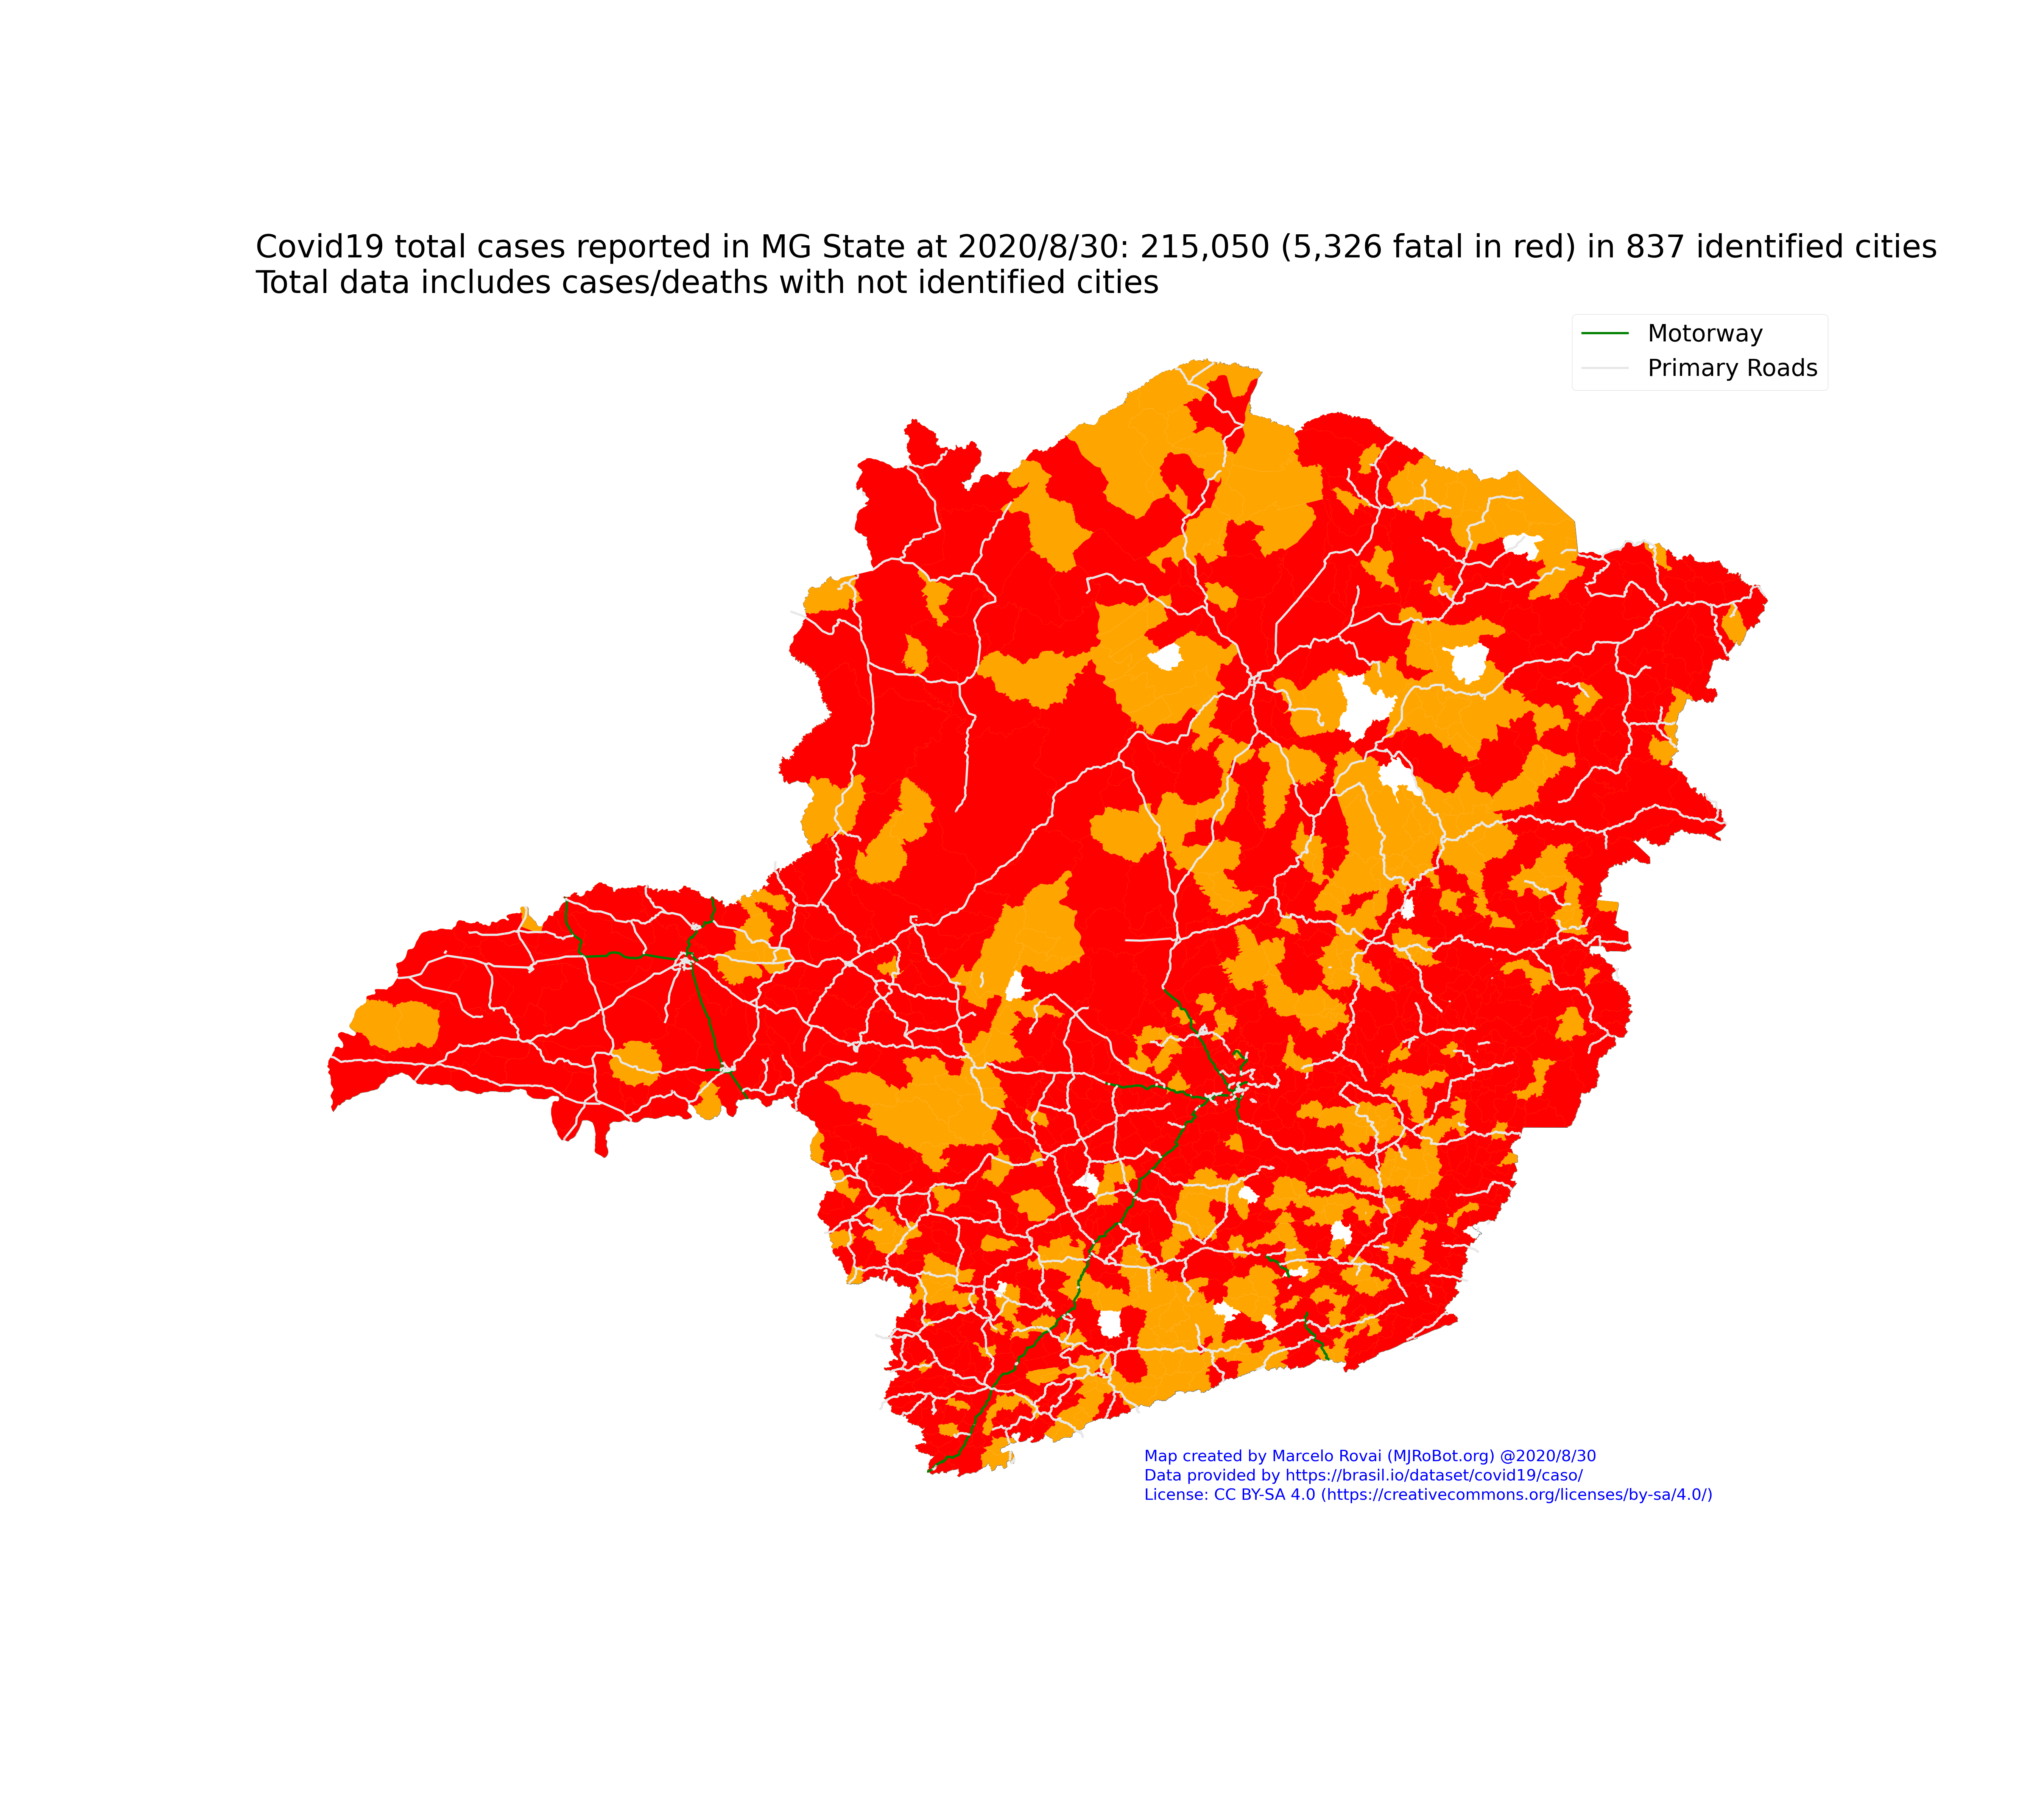 Covid19 total cases reported in MG State at 2020/8/30: 215,050 (5,326 fatal in red) in 837 identified cities
Total data includes cases/deaths with not identified cities
Motorway
Primary Roads
Map created by Marcelo Rovai (MJRoBot.org) @2020/8/30
Data provided by https://brasil.io/dataset/covid19/caso/
License: CC BY-SA 4.0 (https://creativecommons.org/licenses/by-sa/4.0/)